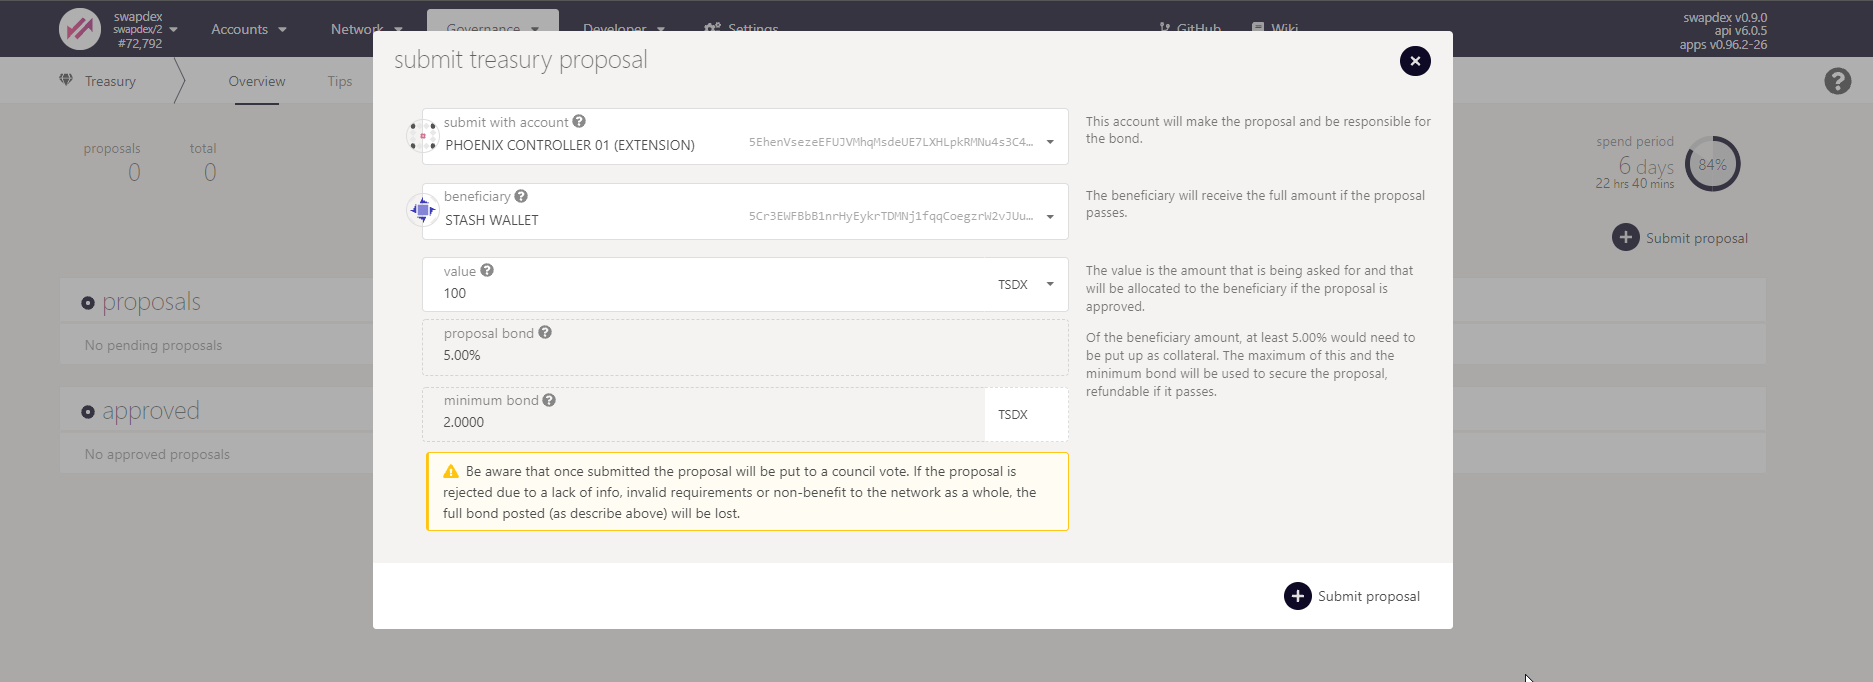 swapdex
swapdex/2
#72,792
Accounts
Network
Governance
Developer
Settings
GitHub
Wiki
swapdex v0.9.0
api v6.0.5
apps v0.96.2-26
Treasury
Overview
Tips
proposals
0
total
0
spend period
6 days
22 hrs 40 mins
84%
Submit proposal
proposals
No pending proposals
approved
No approved proposals
submit treasury proposal
submit with account
PHOENIX CONTROLLER 01 (EXTENSION)
5EhenVsezeEFUJVMhqMsdeUE7LXHLpkRMNu4s3C4…
This account will make the proposal and be responsible for
the bond.
beneficiary
STASH WALLET
5Cr3EWFBbB1nrHyEykrTDMNj1fqqCoegzrW2vJUu…
The beneficiary will receive the full amount if the proposal
passes.
value
100
TSDX
The value is the amount that is being asked for and that
will be allocated to the beneficiary if the proposal is
approved.
proposal bond
5.00%
Of the beneficiary amount, at least 5.00% would need to
be put up as collateral. The maximum of this and the
minimum bond will be used to secure the proposal,
refundable if it passes.
minimum bond
2.0000
TSDX
Be aware that once submitted the proposal will be put to a council vote. If the proposal is
rejected due to a lack of info, invalid requirements or non-benefit to the network as a whole, the
full bond posted (as describe above) will be lost.
Submit proposal